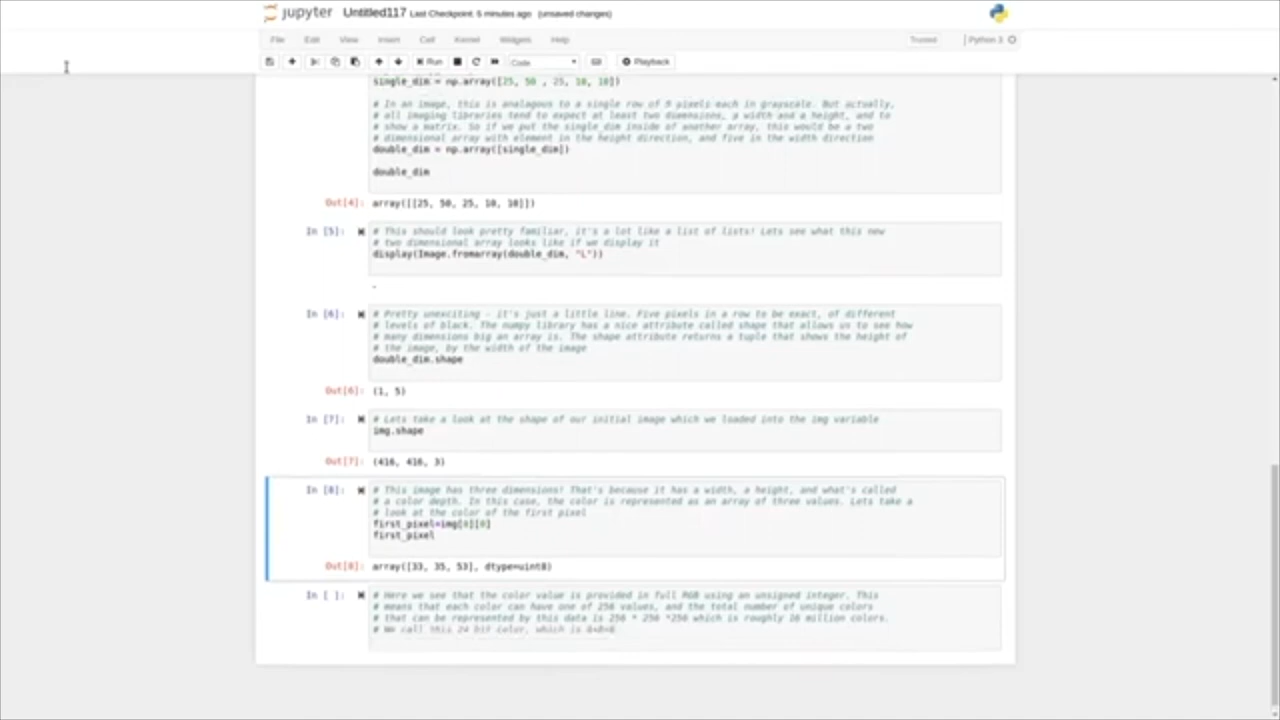 jupyter Untitled117 Last Checkpoint: 5 minutes ago (unsaved changes)
File Edit View Insert Cell Kernel Widgets Help Trusted Python 3
Run Code Playback
single_dim = np.array([25, 50 , 25, 10, 10])
# In an image, this is analagous to a single row of 5 pixels each in grayscale. But actually,
# all imaging libraries tend to expect at least two dimensions, a width and a height, and to
# show a matrix. So if we put the single_dim inside of another array, this would be a two
# dimensional array with element in the height direction, and five in the width direction
double_dim = np.array([single_dim])
double_dim
Out[4]: array([[25, 50, 25, 10, 10]])
In [5]: # This should look pretty familiar, it's a lot like a list of lists! Lets see what this new
# two dimensional array looks like if we display it
display(Image.fromarray(double_dim, "L"))
In [6]: # Pretty unexciting - it's just a little line. Five pixels in a row to be exact, of different
# levels of black. The numpy library has a nice attribute called shape that allows us to see how
# many dimensions big an array is. The shape attribute returns a tuple that shows the height of
# the image, by the width of the image
double_dim.shape
Out[6]: (1, 5)
In [7]: # Lets take a look at the shape of our initial image which we loaded into the img variable
img.shape
Out[7]: (416, 416, 3)
In [8]: # This image has three dimensions! That's because it has a width, a height, and what's called
# a color depth. In this case, the color is represented as an array of three values. Lets take a
# look at the color of the first pixel
first_pixel=img[0][0]
first_pixel
Out[8]: array([33, 35, 53], dtype=uint8)
In [ ]: # Here we see that the color value is provided in full RGB using an unsigned integer. This
# means that each color can have one of 256 values, and the total number of unique colors
# that can be represented by this data is 256 * 256 *256 which is roughly 16 million colors.
# We call this 24 bit color, which is 8+8+8